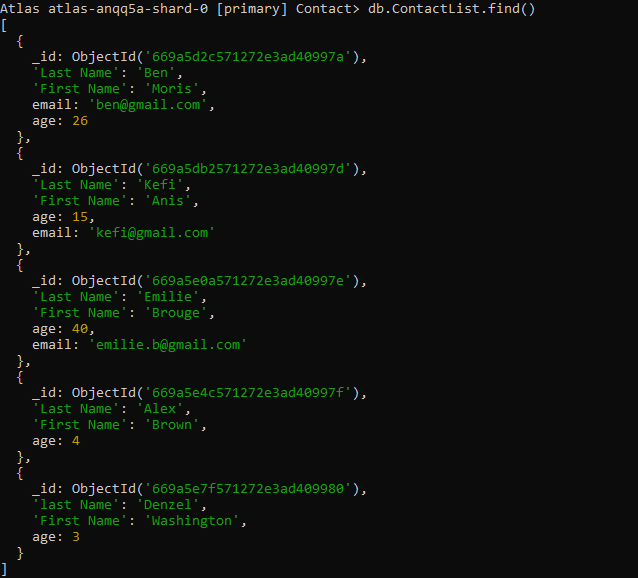 Atlas atlas-anqq5a-shard-0 [primary] Contact> db.ContactList.find()
[
  {
    _id: ObjectId('669a5d2c571272e3ad40997a'),
    'Last Name': 'Ben',
    'First Name': 'Moris',
    email: 'ben@gmail.com',
    age: 26
  },
  {
    _id: ObjectId('669a5db2571272e3ad40997d'),
    'Last Name': 'Kefi',
    'First Name': 'Anis',
    age: 15,
    email: 'kefi@gmail.com'
  },
  {
    _id: ObjectId('669a5e0a571272e3ad40997e'),
    'Last Name': 'Emilie',
    'First Name': 'Brouge',
    age: 40,
    email: 'emilie.b@gmail.com'
  },
  {
    _id: ObjectId('669a5e4c571272e3ad40997f'),
    'Last Name': 'Alex',
    'First Name': 'Brown',
    age: 4
  },
  {
    _id: ObjectId('669a5e7f571272e3ad409980'),
    'last Name': 'Denzel',
    'First Name': 'Washington',
    age: 3
  }
]